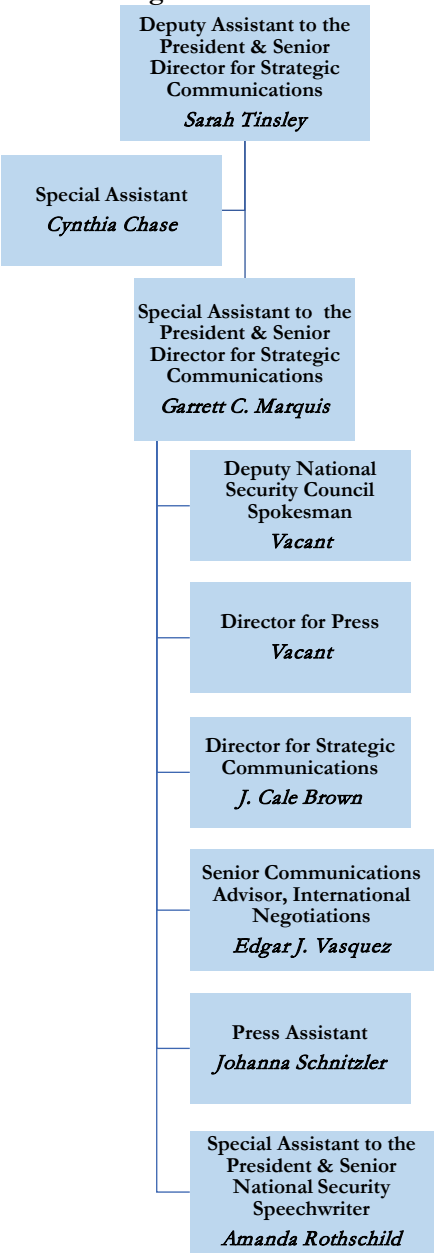 Deputy Assistant to the
President & Senior
Director for Strategic
Communications
Sarah Tinsley
Special Assistant
Cynthia Chase
Special Assistant to the
President & Senior
Director for Strategic
Communications
Garrett C. Marquis
Deputy National
Security Council
Spokesman
Vacant
Director for Press
Vacant
Director for Strategic
Communications
J. Cale Brown
Senior Communications
Advisor, International
Negotiations
Edgar J. Vasquez
Press Assistant
Johanna Schnitzler
Special Assistant to the
President & Senior
National Security
Speechwriter
Amanda Rothschild